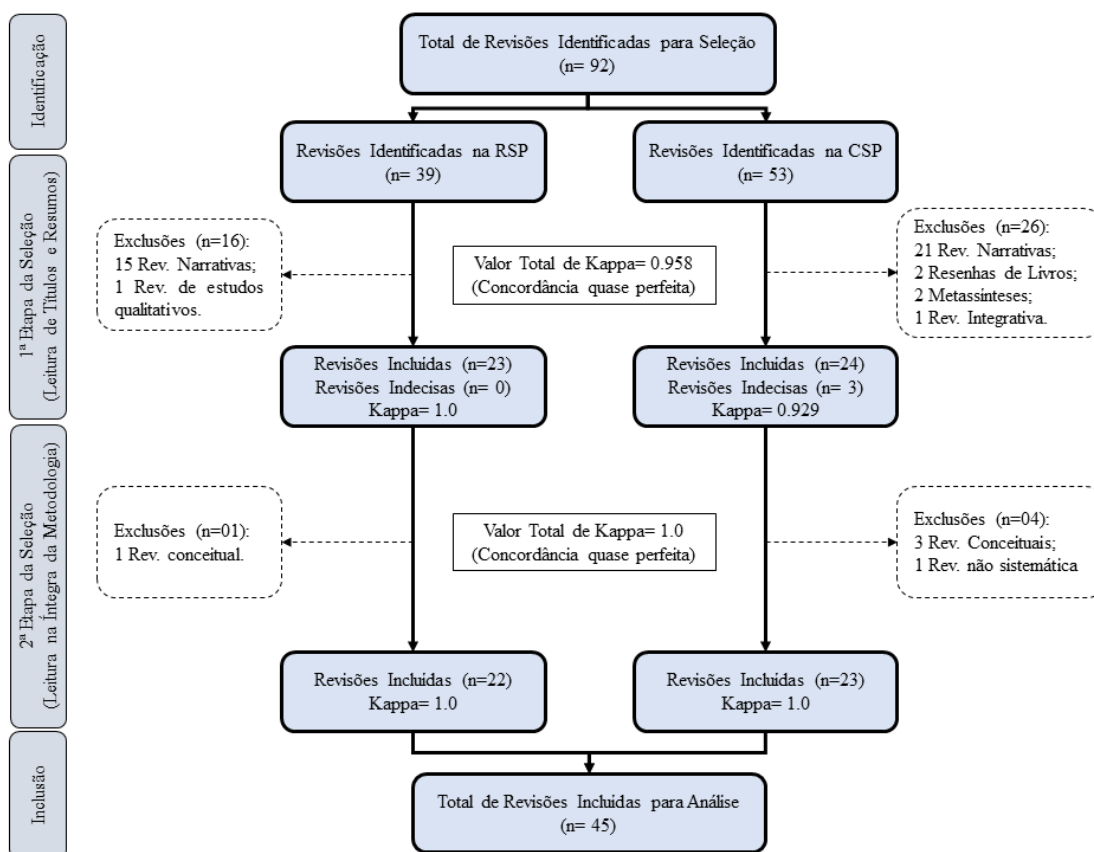 Identificação
Total de Revisões Identificadas para Seleção
(n= 92)
Revisões Identificadas na RSP
(n= 39)
Revisões Identificadas na CSP
(n= 53)
1ª Etapa da Seleção
(Leitura de Títulos e Resumos)
Exclusões (n=16):
15 Rev. Narrativas;
1 Rev. de estudos
qualitativos.
Valor Total de Kappa= 0.958
(Concordância quase perfeita)
Exclusões (n=26):
21 Rev. Narrativas;
2 Resenhas de Livros;
2 Metassínteses;
1 Rev. Integrativa.
Revisões Incluídas (n=23)
Revisões Indecisas (n= 0)
Kappa= 1.0
Revisões Incluídas (n=24)
Revisões Indecisas (n= 3)
Kappa= 0.929
2ª Etapa da Seleção
(Leitura na Íntegra da Metodologia)
Exclusões (n=01):
1 Rev. conceitual.
Valor Total de Kappa= 1.0
(Concordância quase perfeita)
Exclusões (n=04):
3 Rev. Conceituais;
1 Rev. não sistemática
Revisões Incluídas (n=22)
Kappa= 1.0
Revisões Incluídas (n=23)
Kappa= 1.0
Inclusão
Total de Revisões Incluídas para Análise
(n= 45)